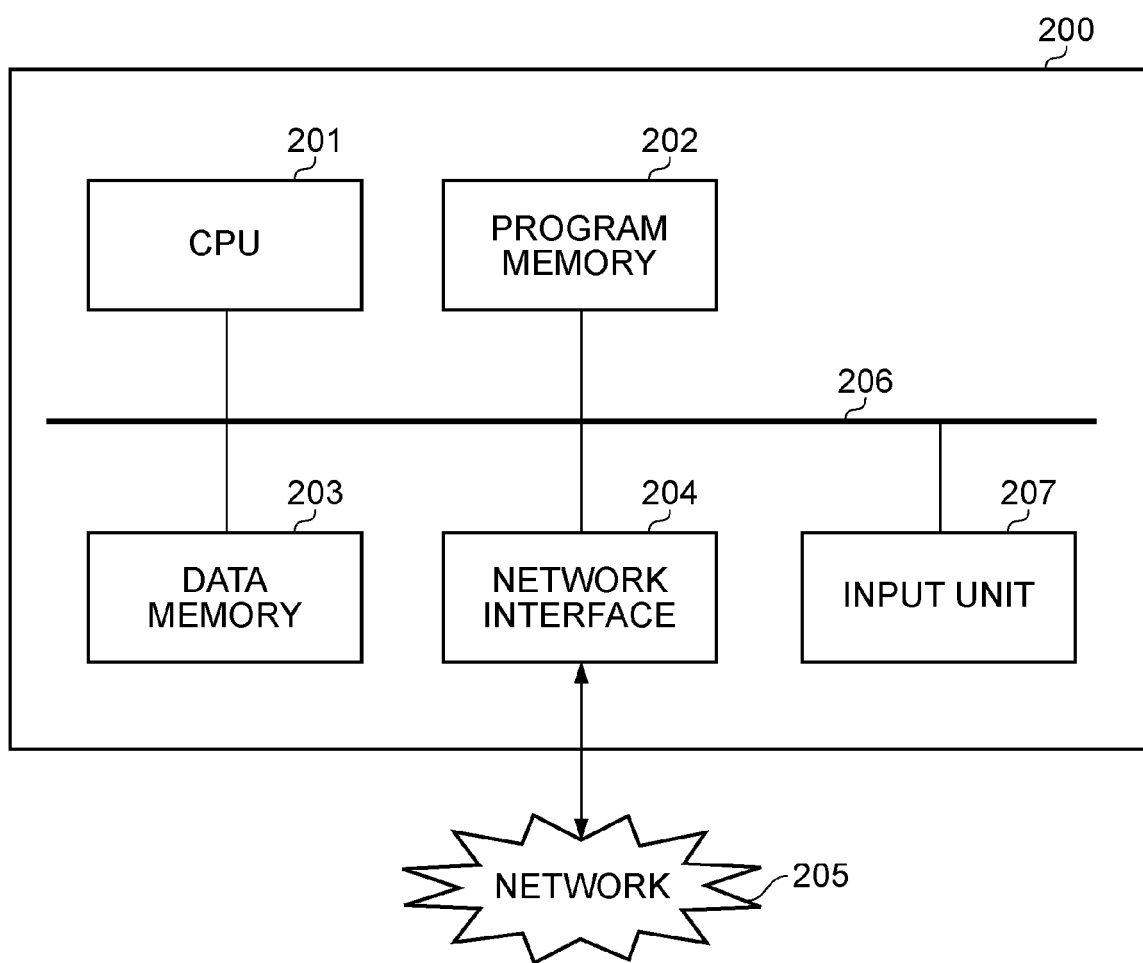 200
201
202
CPU
PROGRAM
MEMORY
206
203
204
207
DATA
MEMORY
NETWORK
INTERFACE
INPUT UNIT
NETWORK
205